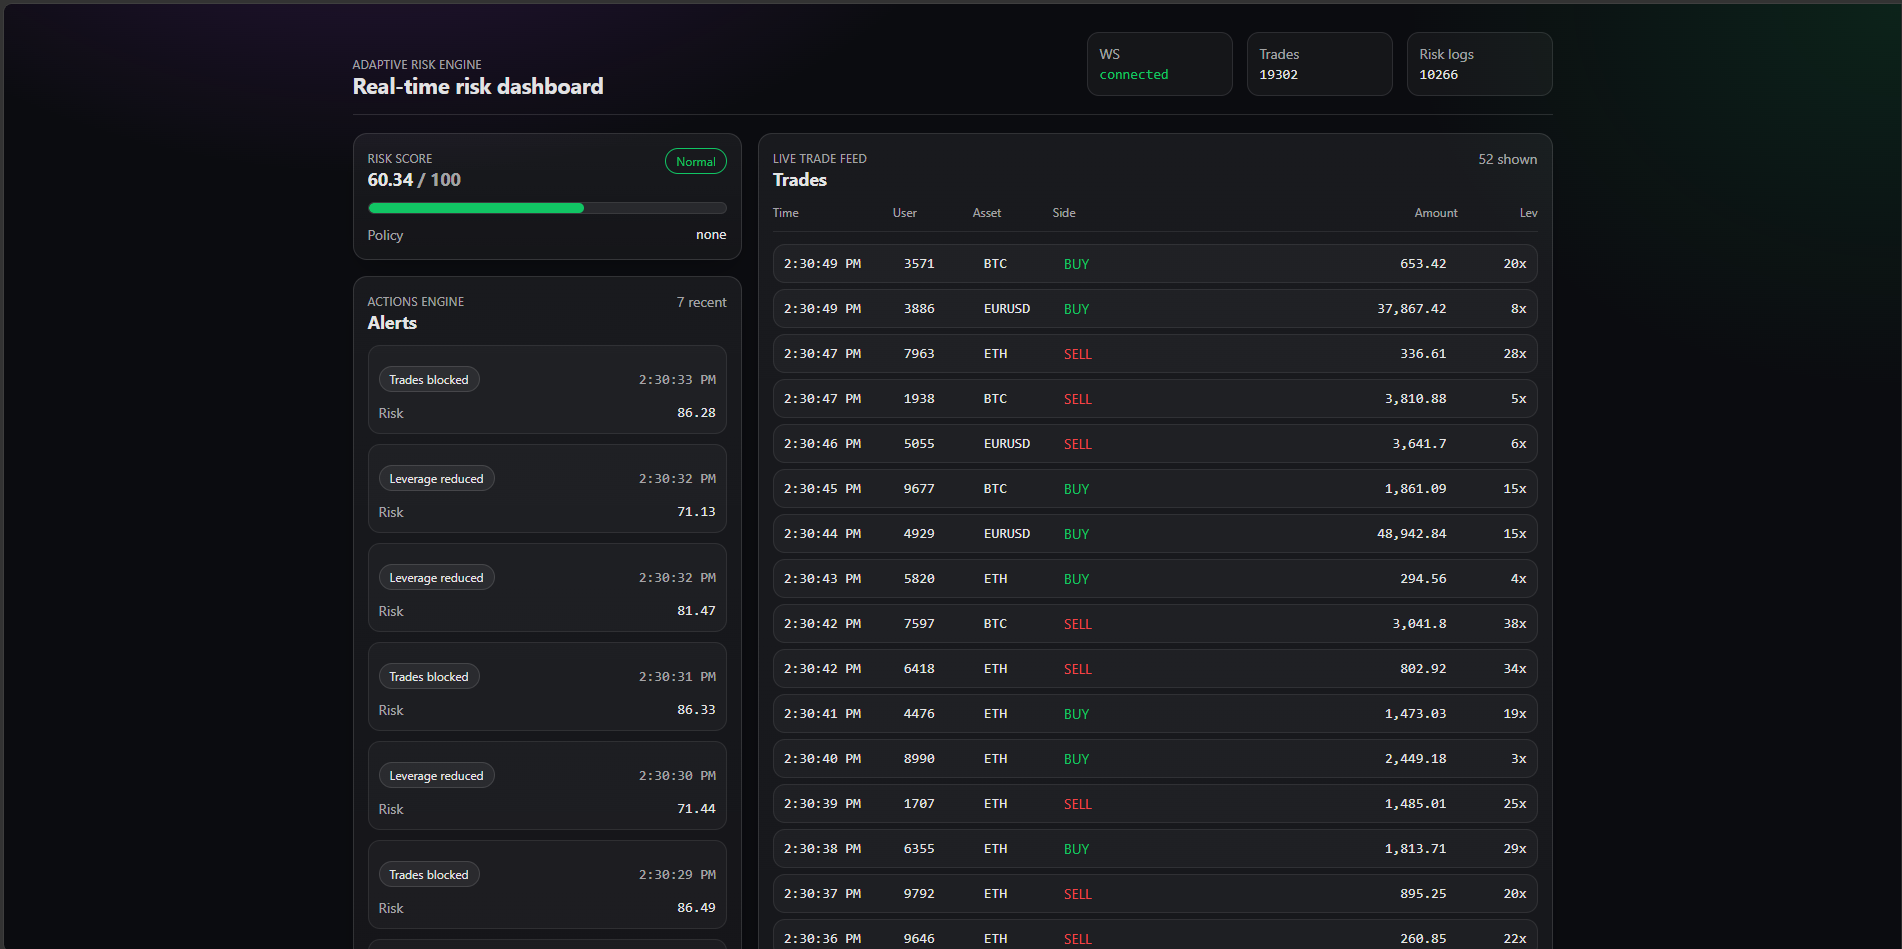 ADAPTIVE RISK ENGINE
Real-time risk dashboard
WS
connected
Trades
19302
Risk logs
10266
RISK SCORE
60.34 / 100
Normal
Policy none
ACTIONS ENGINE
Alerts
7 recent
Trades blocked 2:30:33 PM
Risk 86.28
Leverage reduced 2:30:32 PM
Risk 71.13
Leverage reduced 2:30:32 PM
Risk 81.47
Trades blocked 2:30:31 PM
Risk 86.33
Leverage reduced 2:30:30 PM
Risk 71.44
Trades blocked 2:30:29 PM
Risk 86.49
LIVE TRADE FEED
Trades
52 shown
Time User Asset Side Amount Lev
2:30:49 PM 3571 BTC BUY 653.42 20x
2:30:49 PM 3886 EURUSD BUY 37,867.42 8x
2:30:47 PM 7963 ETH SELL 336.61 28x
2:30:47 PM 1938 BTC SELL 3,810.88 5x
2:30:46 PM 5055 EURUSD SELL 3,641.7 6x
2:30:45 PM 9677 BTC BUY 1,861.09 15x
2:30:44 PM 4929 EURUSD BUY 48,942.84 15x
2:30:43 PM 5820 ETH BUY 294.56 4x
2:30:42 PM 7597 BTC SELL 3,041.8 38x
2:30:42 PM 6418 ETH SELL 802.92 34x
2:30:41 PM 4476 ETH BUY 1,473.03 19x
2:30:40 PM 8990 ETH BUY 2,449.18 3x
2:30:39 PM 1707 ETH SELL 1,485.01 25x
2:30:38 PM 6355 ETH BUY 1,813.71 29x
2:30:37 PM 9792 ETH SELL 895.25 20x
2:30:36 PM 9646 ETH SELL 260.85 22x